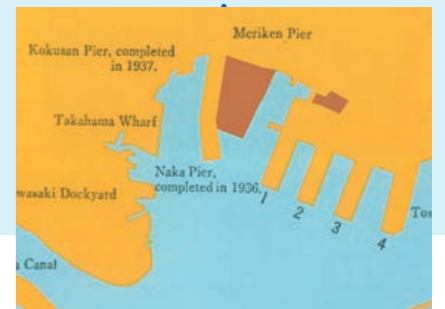 Meriken Pier
Kokusan Pier, completed
in 1937.
Takahama Wharf
Naka Pier,
completed in 1936.
wasaki Dockyard
1
2
3
4
Tos
a Canal